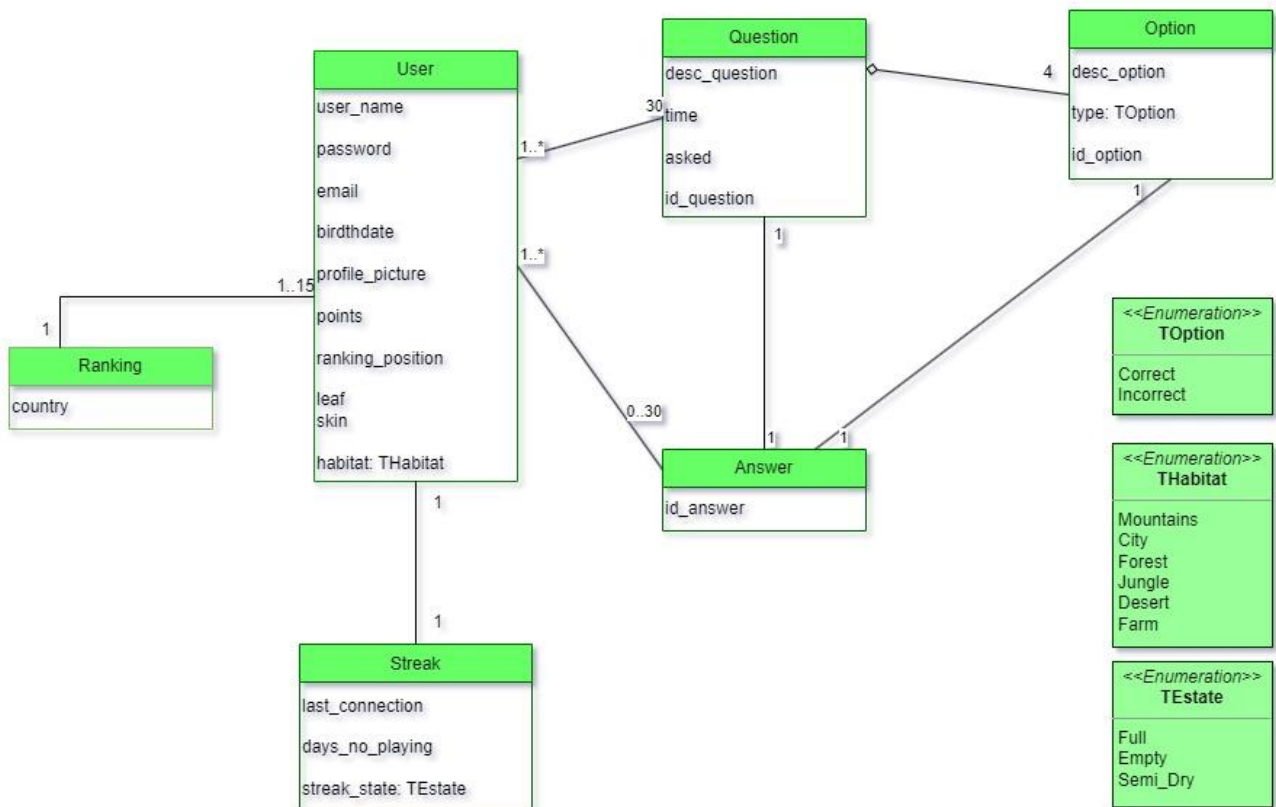 User
user_name
password
email
birdthdate
profile_picture
points
ranking_position
leaf
skin
habitat: THabitat
Question
desc_question
time
asked
id_question
Option
desc_option
type: TOption
id_option
4
30
1..*
1..*
1
1
1..15
1
Ranking
country
0..30
1
1
Answer
id_answer
1
1
Streak
last_connection
days_no_playing
streak_state: TEstate
<<Enumeration>>
TOption
Correct
Incorrect
<<Enumeration>>
THabitat
Mountains
City
Forest
Jungle
Desert
Farm
<<Enumeration>>
TEstate
Full
Empty
Semi_Dry